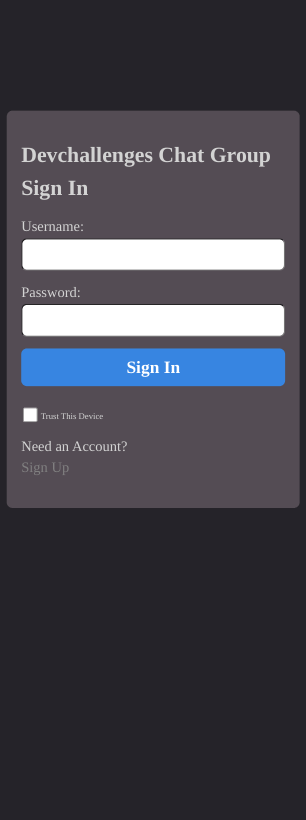 Devchallenges Chat Group
Sign In
Username:
Password:
Sign In
Trust This Device
Need an Account?
Sign Up